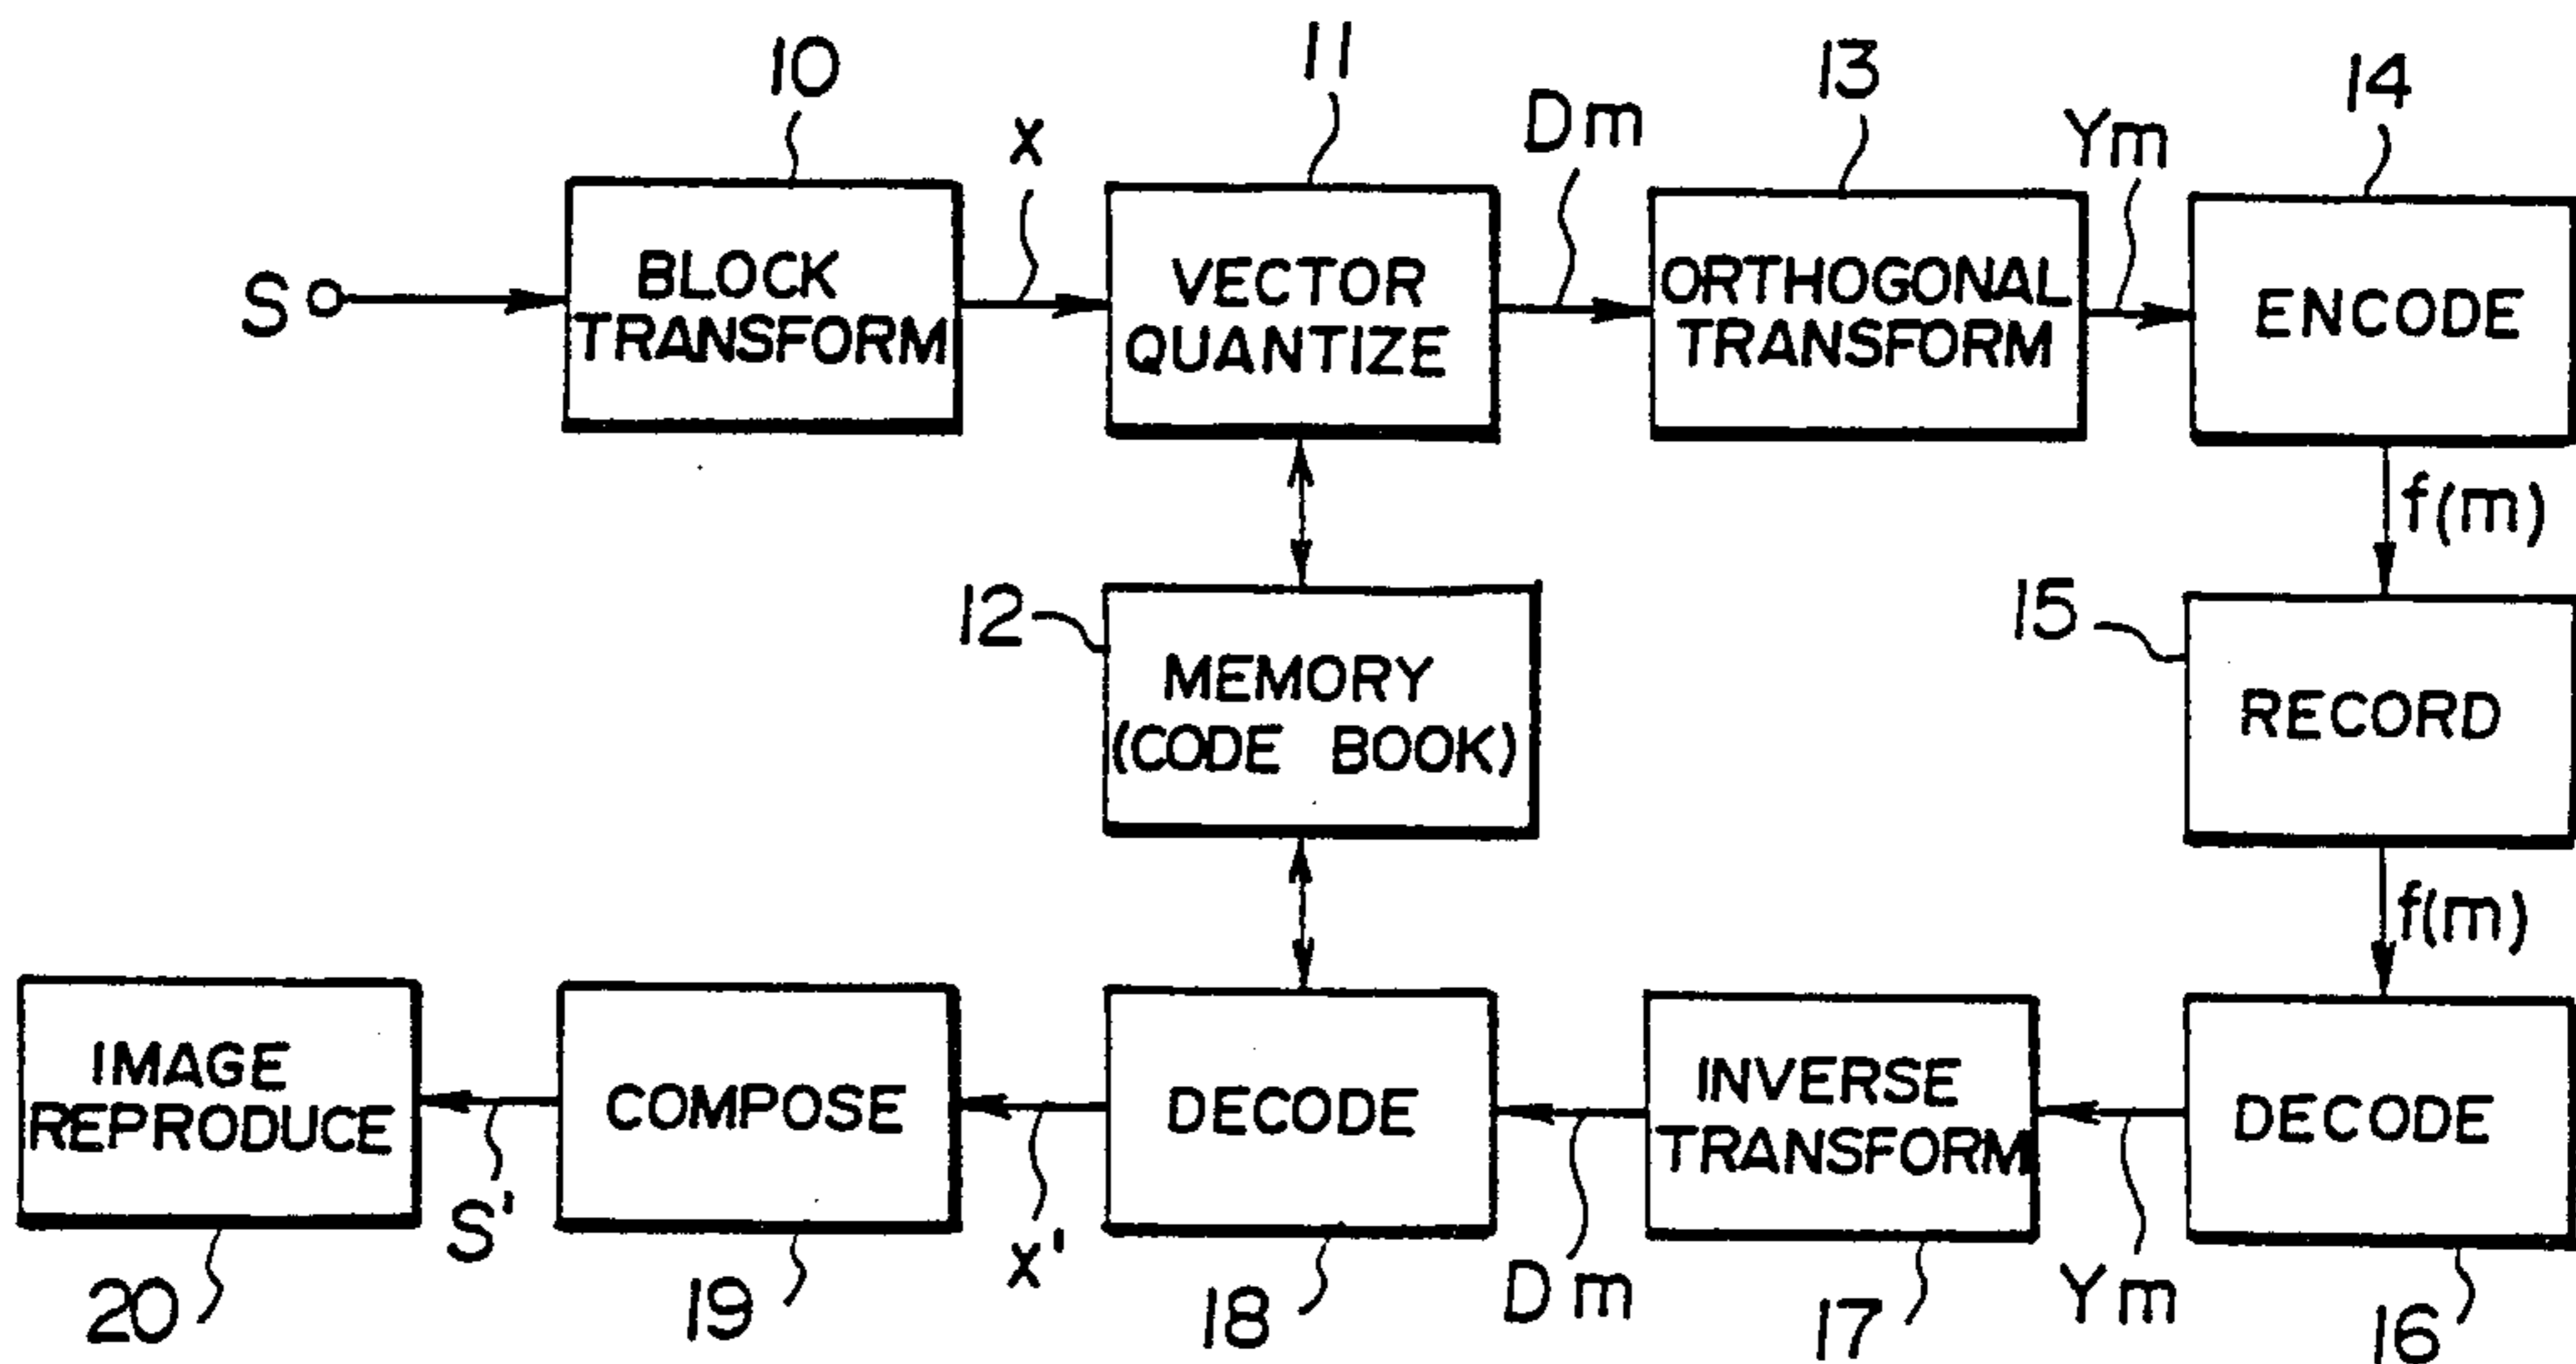 10
11
13
14
x
Dm
Ym
S
BLOCK
TRANSFORM
VECTOR
QUANTIZE
ORTHOGONAL
TRANSFORM
ENCODE
f(m)
12
MEMORY
(CODE BOOK)
15
RECORD
f(m)
IMAGE
REPRODUCE
COMPOSE
DECODE
INVERSE
TRANSFORM
DECODE
S'
x'
Dm
Ym
20
19
18
17
16